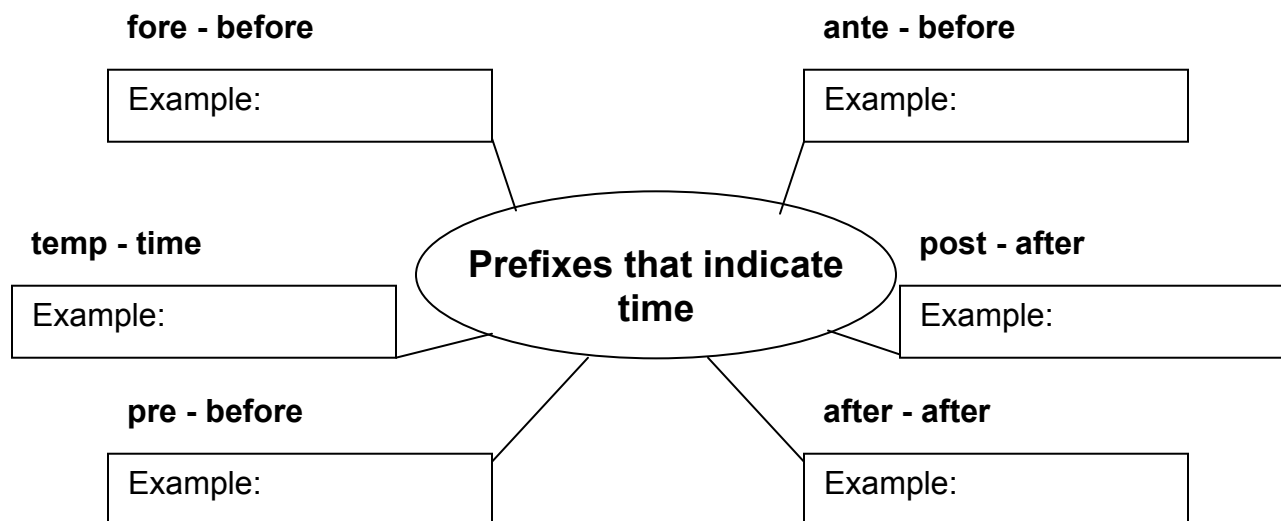 fore - before
ante - before
Example:
Example:
temp - time
Prefixes that indicate
time
post - after
Example:
Example:
pre - before
after - after
Example:
Example: